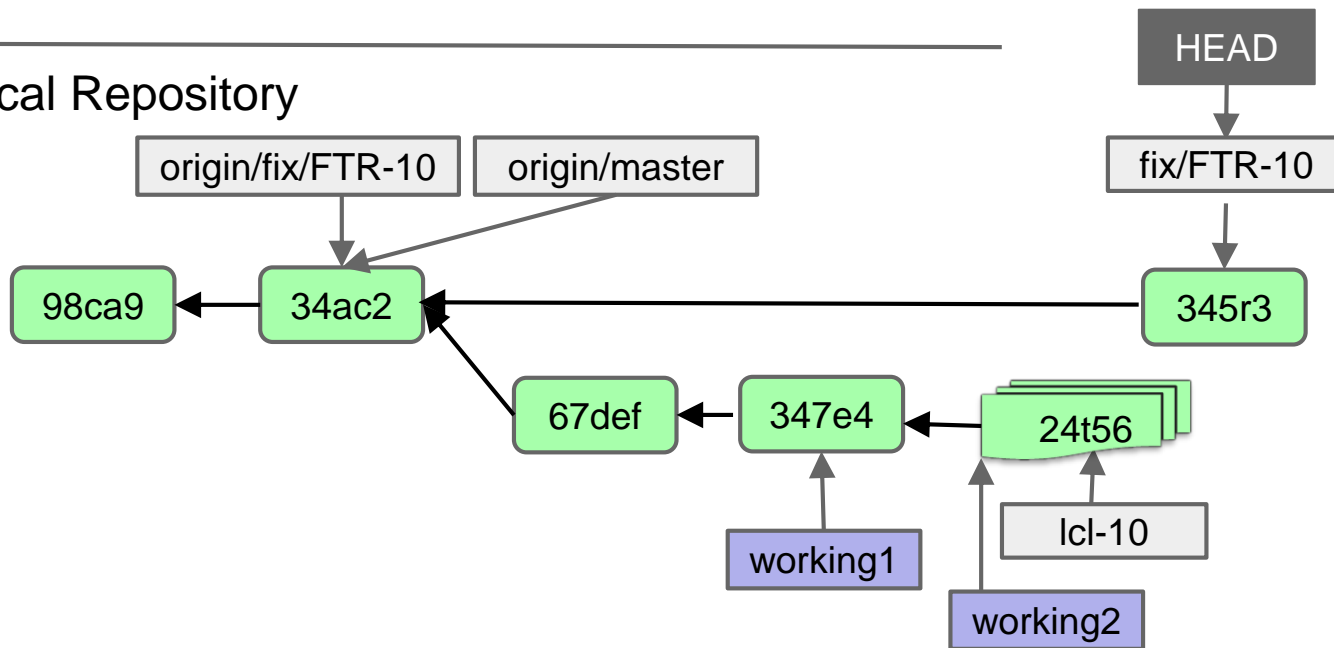 HEAD
cal Repository
origin/fix/FTR-10
origin/master
fix/FTR-10
98ca9
34ac2
345r3
67def
347e4
24t56
lcl-10
working1
working2